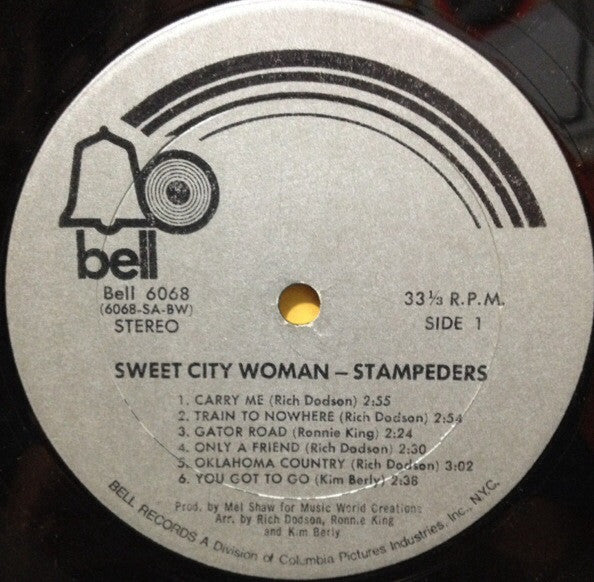 bell
Bell 6068
(6068-SA-BW)
STEREO
33 1/3 R.P.M.
SIDE 1
SWEET CITY WOMAN – STAMPEDERS
1. CARRY ME (Rich Dodson) 2:55
2. TRAIN TO NOWHERE (Rich Dodson) 2:54
3. GATOR ROAD (Ronnie King) 2:24
4. ONLY A FRIEND (Rich Dodson) 2:30
5. OKLAHOMA COUNTRY (Rich Dodson) 3:02
6. YOU GOT TO GO (Kim Berly) 2:38
Prod. by Mel Shaw for Music World Creations
Arr. by Rich Dodson, Ronnie King
and Kim Berly
BELL RECORDS A Division of Columbia Pictures Industries, Inc., N.Y.C.